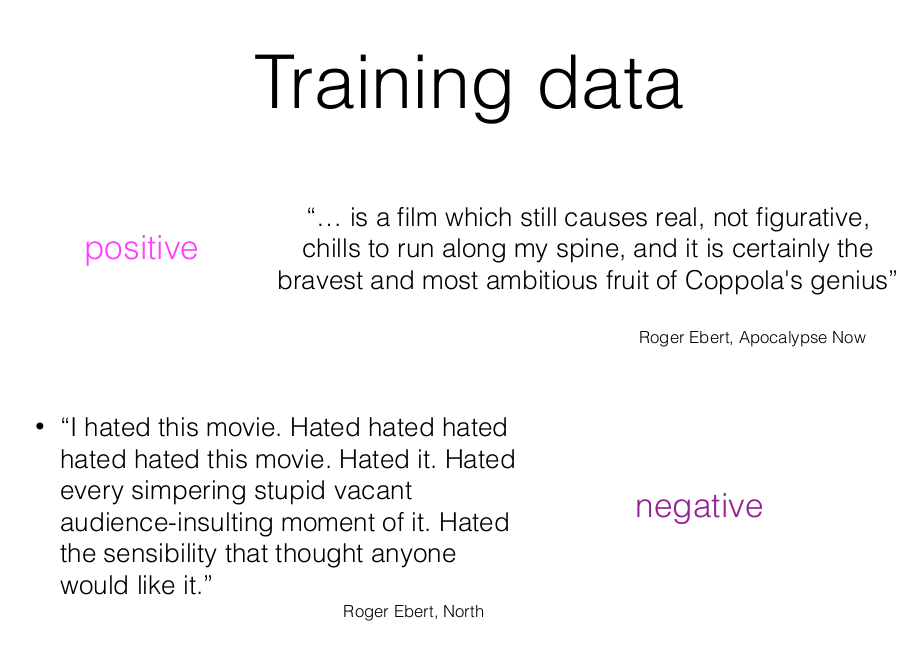 Training data
positive
“… is a film which still causes real, not figurative,
chills to run along my spine, and it is certainly the
bravest and most ambitious fruit of Coppola's genius”
Roger Ebert, Apocalypse Now
• “I hated this movie. Hated hated hated
hated hated this movie. Hated it. Hated
every simpering stupid vacant
audience-insulting moment of it. Hated
the sensibility that thought anyone
would like it.”
negative
Roger Ebert, North